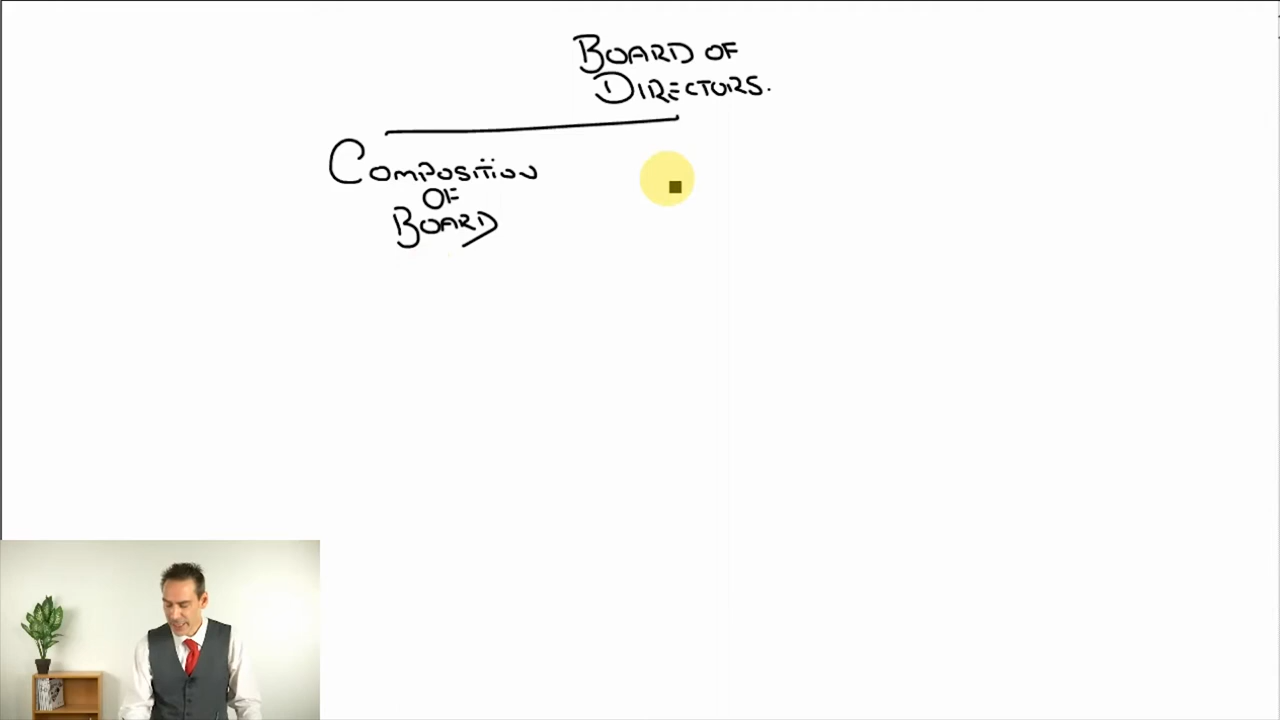 BOARD OF
DIRECTORS.
COMPOSITION
OF
BOARD